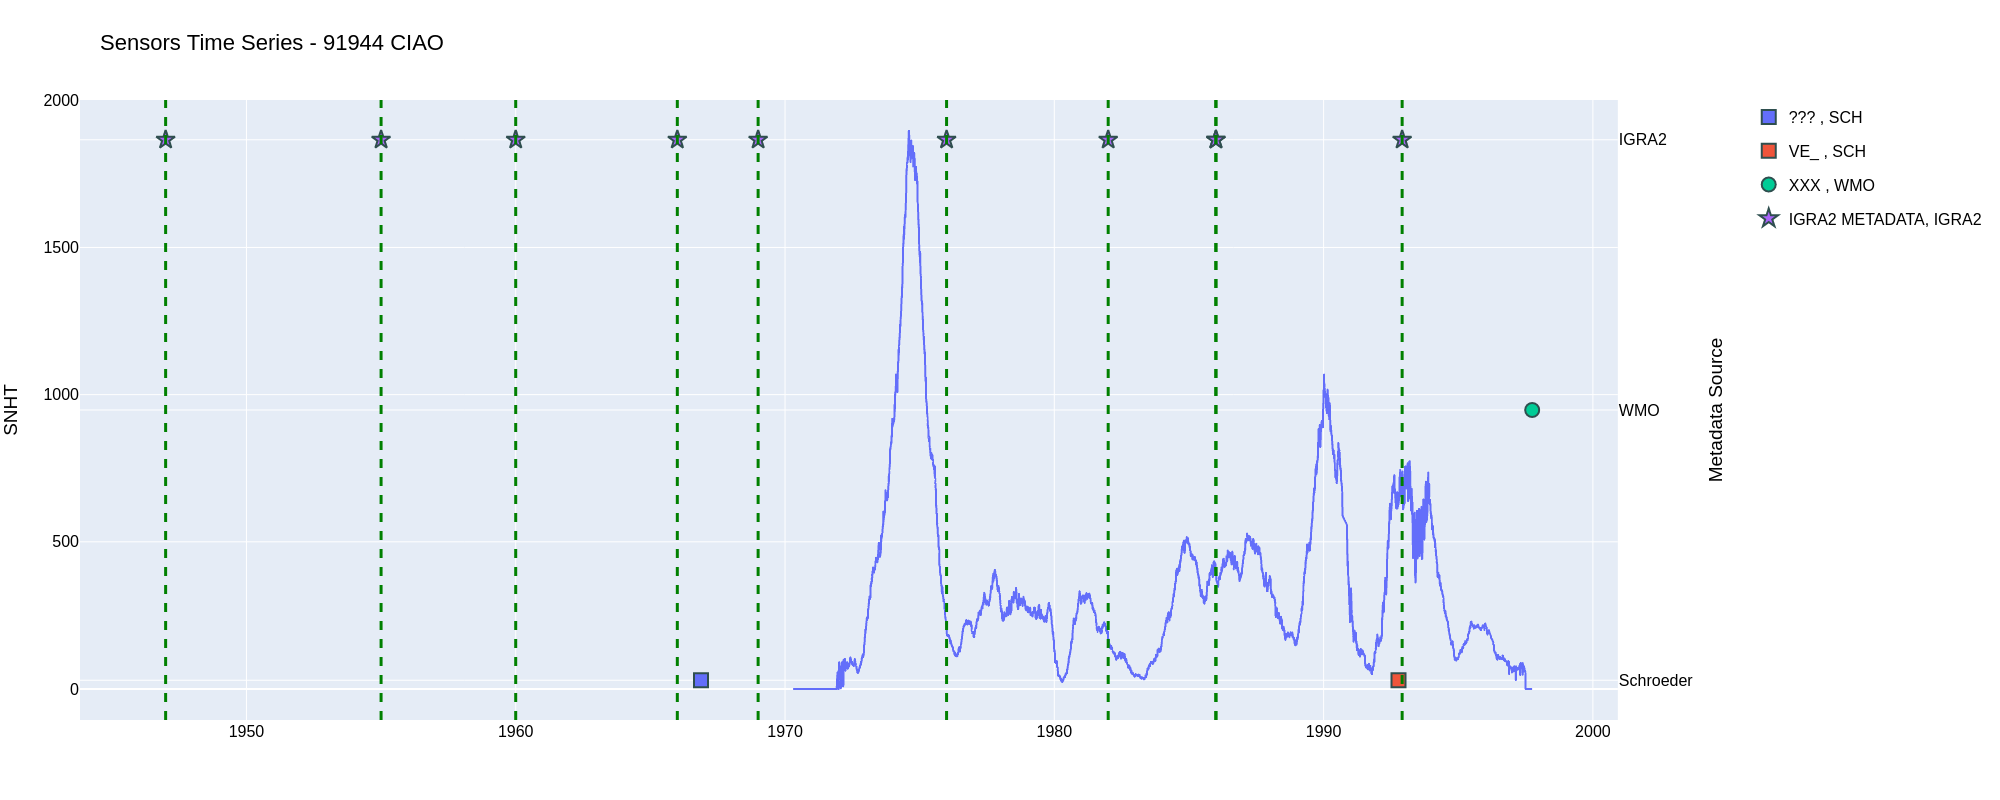 Sensors Time Series - 91944 CIAO
2000
1500
1000
500
0
SNHT
1950
1960
1970
1980
1990
2000
IGRA2
WMO
Schroeder
Metadata Source
??? , SCH
VE_ , SCH
XXX , WMO
IGRA2 METADATA, IGRA2